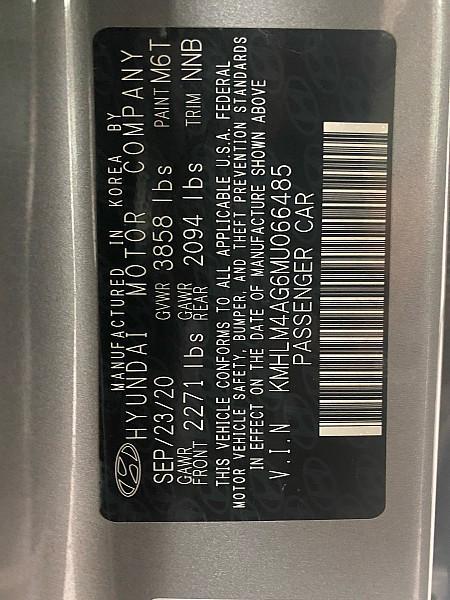 MANUFACTURED IN KOREA BY
HYUNDAI MOTOR COMPANY
SEP/23/20 GVWR 3858 lbs PAINT M6T
GAWR FRONT 2271 lbs GAWR REAR 2094 lbs TRIM NNB
THIS VEHICLE CONFORMS TO ALL APPLICABLE U.S.A. FEDERAL
MOTOR VEHICLE SAFETY, BUMPER, AND THEFT PREVENTION STANDARDS
IN EFFECT ON THE DATE OF MANUFACTURE SHOWN ABOVE
V.I.N KMHLM4AG6MU066485
PASSENGER CAR